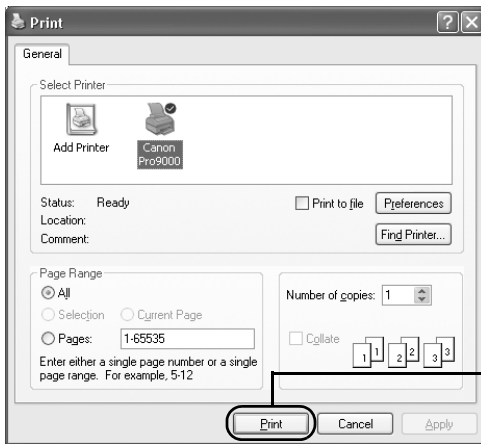 Print
General
Select Printer
Add Printer
Canon
Pro9000
Status: Ready
Location:
Comment:
Print to file
Preferences
Find Printer...
Page Range
All
Selection
Current Page
Pages: 1-65535
Enter either a single page number or a single
page range. For example, 5-12
Number of copies: 1
Collate
1 1 2 2 3 3
Print
Cancel
Apply